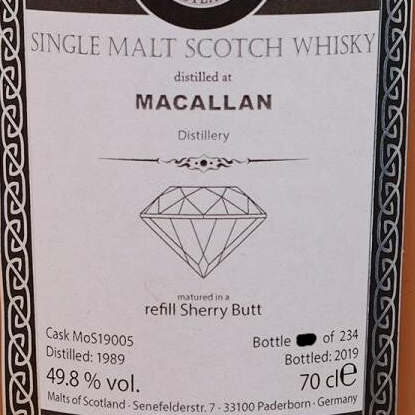 SINGLE MALT SCOTCH WHISKY
distilled at
MACALLAN
Distillery
matured in a
refill Sherry Butt
Cask MoS19005
Bottle of 234
Distilled: 1989
Bottled: 2019
49.8 % vol.
70 cl e
Malts of Scotland · Senefelderstr. 7 · 33100 Paderborn · Germany